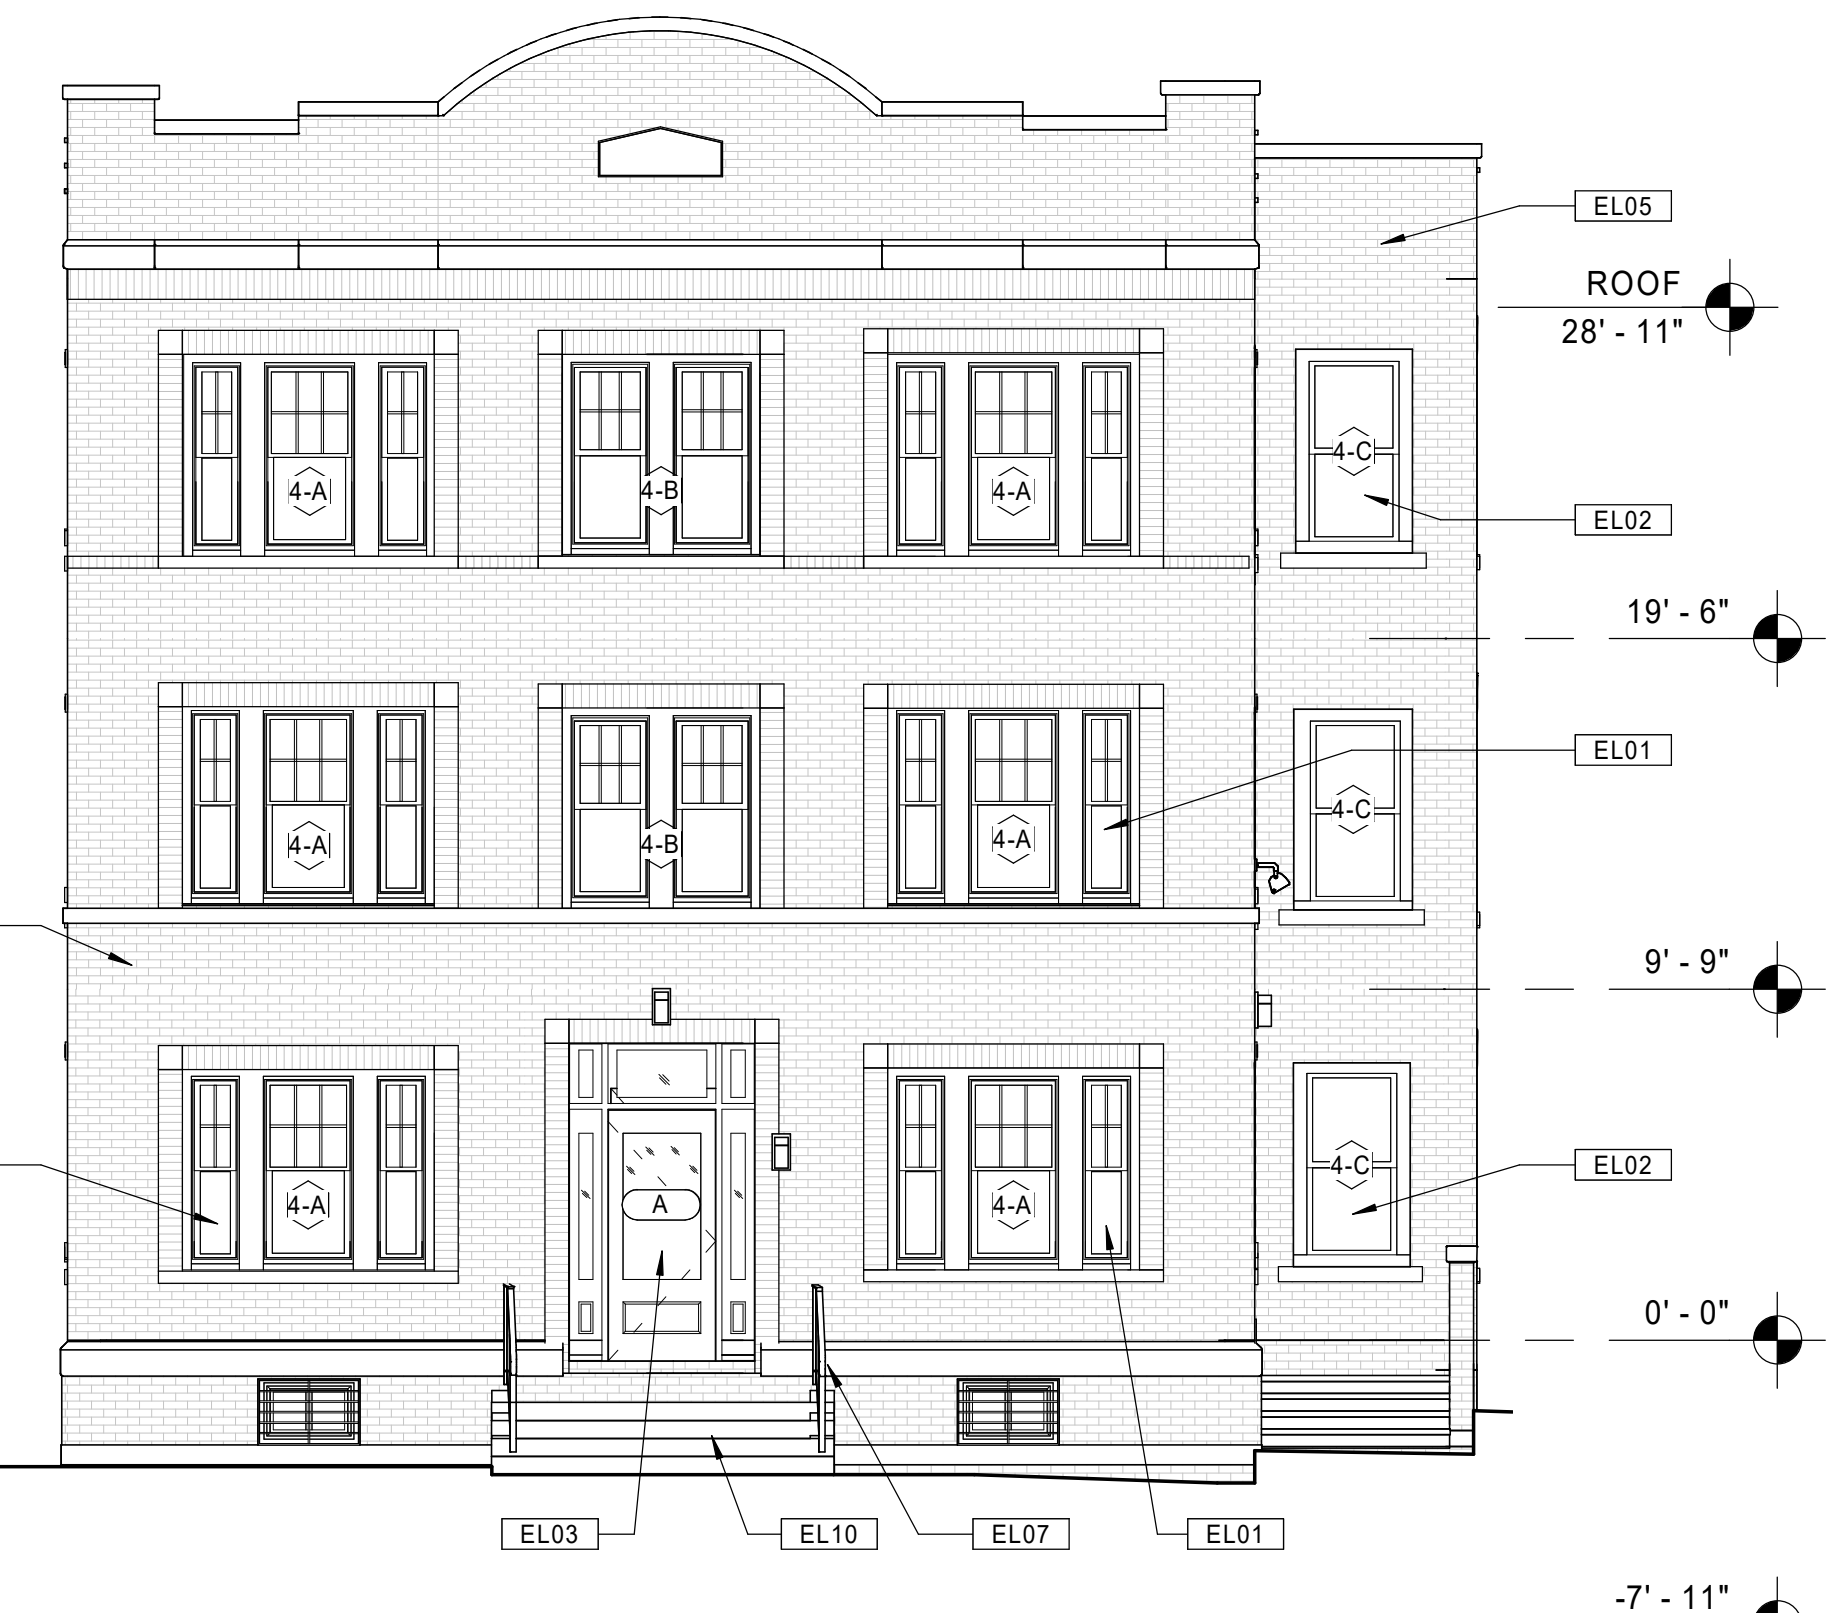 EL05
ROOF
28' - 11"
4-C
4-A
4-B
4-A
EL02
19' - 6"
EL01
4-C
4-A
4-B
4-A
9' - 9"
4-C
EL02
4-A
A
4-A
0' - 0"
EL03
EL10
EL07
EL01
-7' - 11"